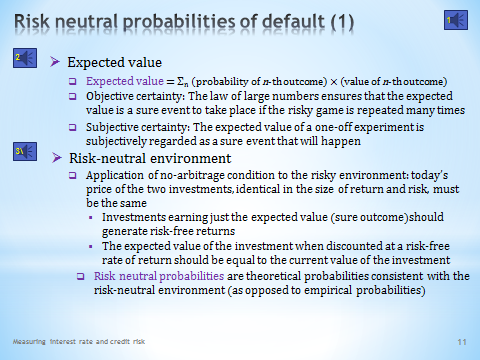 Risk neutral probabilities of default (1)
1
2
Expected value
Expected value = Σn (probability of n-th outcome) × (value of n-th outcome)
Objective certainty: The law of large numbers ensures that the expected
value is a sure event to take place if the risky game is repeated many times
Subjective certainty: The expected value of a one-off experiment is
subjectively regarded as a sure event that will happen
3
Risk-neutral environment
Application of no-arbitrage condition to the risky environment: today's
price of the two investments, identical in the size of return and risk, must
be the same
Investments earning just the expected value (sure outcome)should
generate risk-free returns
The expected value of the investment when discounted at a risk-free
rate of return should be equal to the current value of the investment
Risk neutral probabilities are theoretical probabilities consistent with the
risk-neutral environment (as opposed to empirical probabilities)
Measuring interest rate and credit risk
11